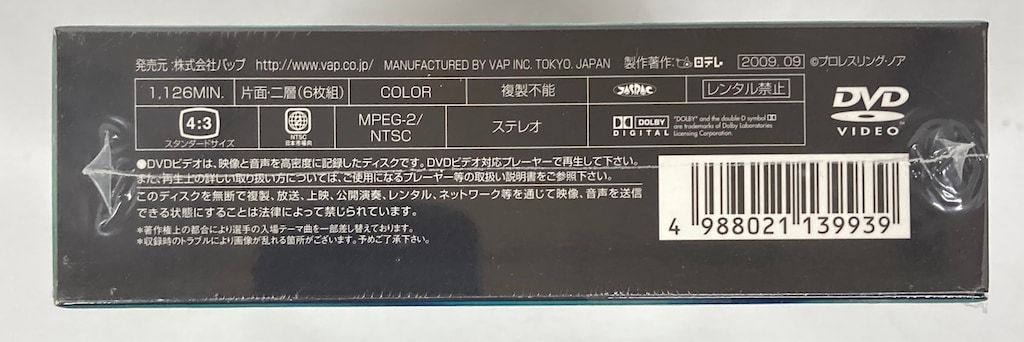 発売元:株式会社バップ http://www.vap.co.jp/ MANUFACTURED BY VAP INC. TOKYO. JAPAN 製作著作: 日テレ 2009. 09 ©プロレスリング・ノア
1,126MIN. 片面・二層(6枚組) COLOR 複製不能 JASRAC レンタル禁止
4:3 スタンダードサイズ NTSC 日本市場向 MPEG-2/ NTSC ステレオ DOLBY DIGITAL
"DOLBY" and the double-D symbol
are trademarks of Dolby Laboratories
Licensing Corporation.
DVD
VIDEO
●DVDビデオは、映像と音声を高密度に記録したディスクです。DVDビデオ対応プレーヤーで再生して下さい。
また、再生上の詳しい取り扱い方については、ご使用になるプレーヤー等の取扱い説明書をご参照下さい。
このディスクを無断で複製、放送、上映、公開演奏、レンタル、ネットワーク等を通じて映像、音声を送信
できる状態にすることは法律によって禁じられています。
*著作権上の都合により選手の入場テーマ曲を一部差し替えております。
*収録時のトラブルにより画像が乱れる箇所がございます。予めご了承下さい。
4 988021 139939